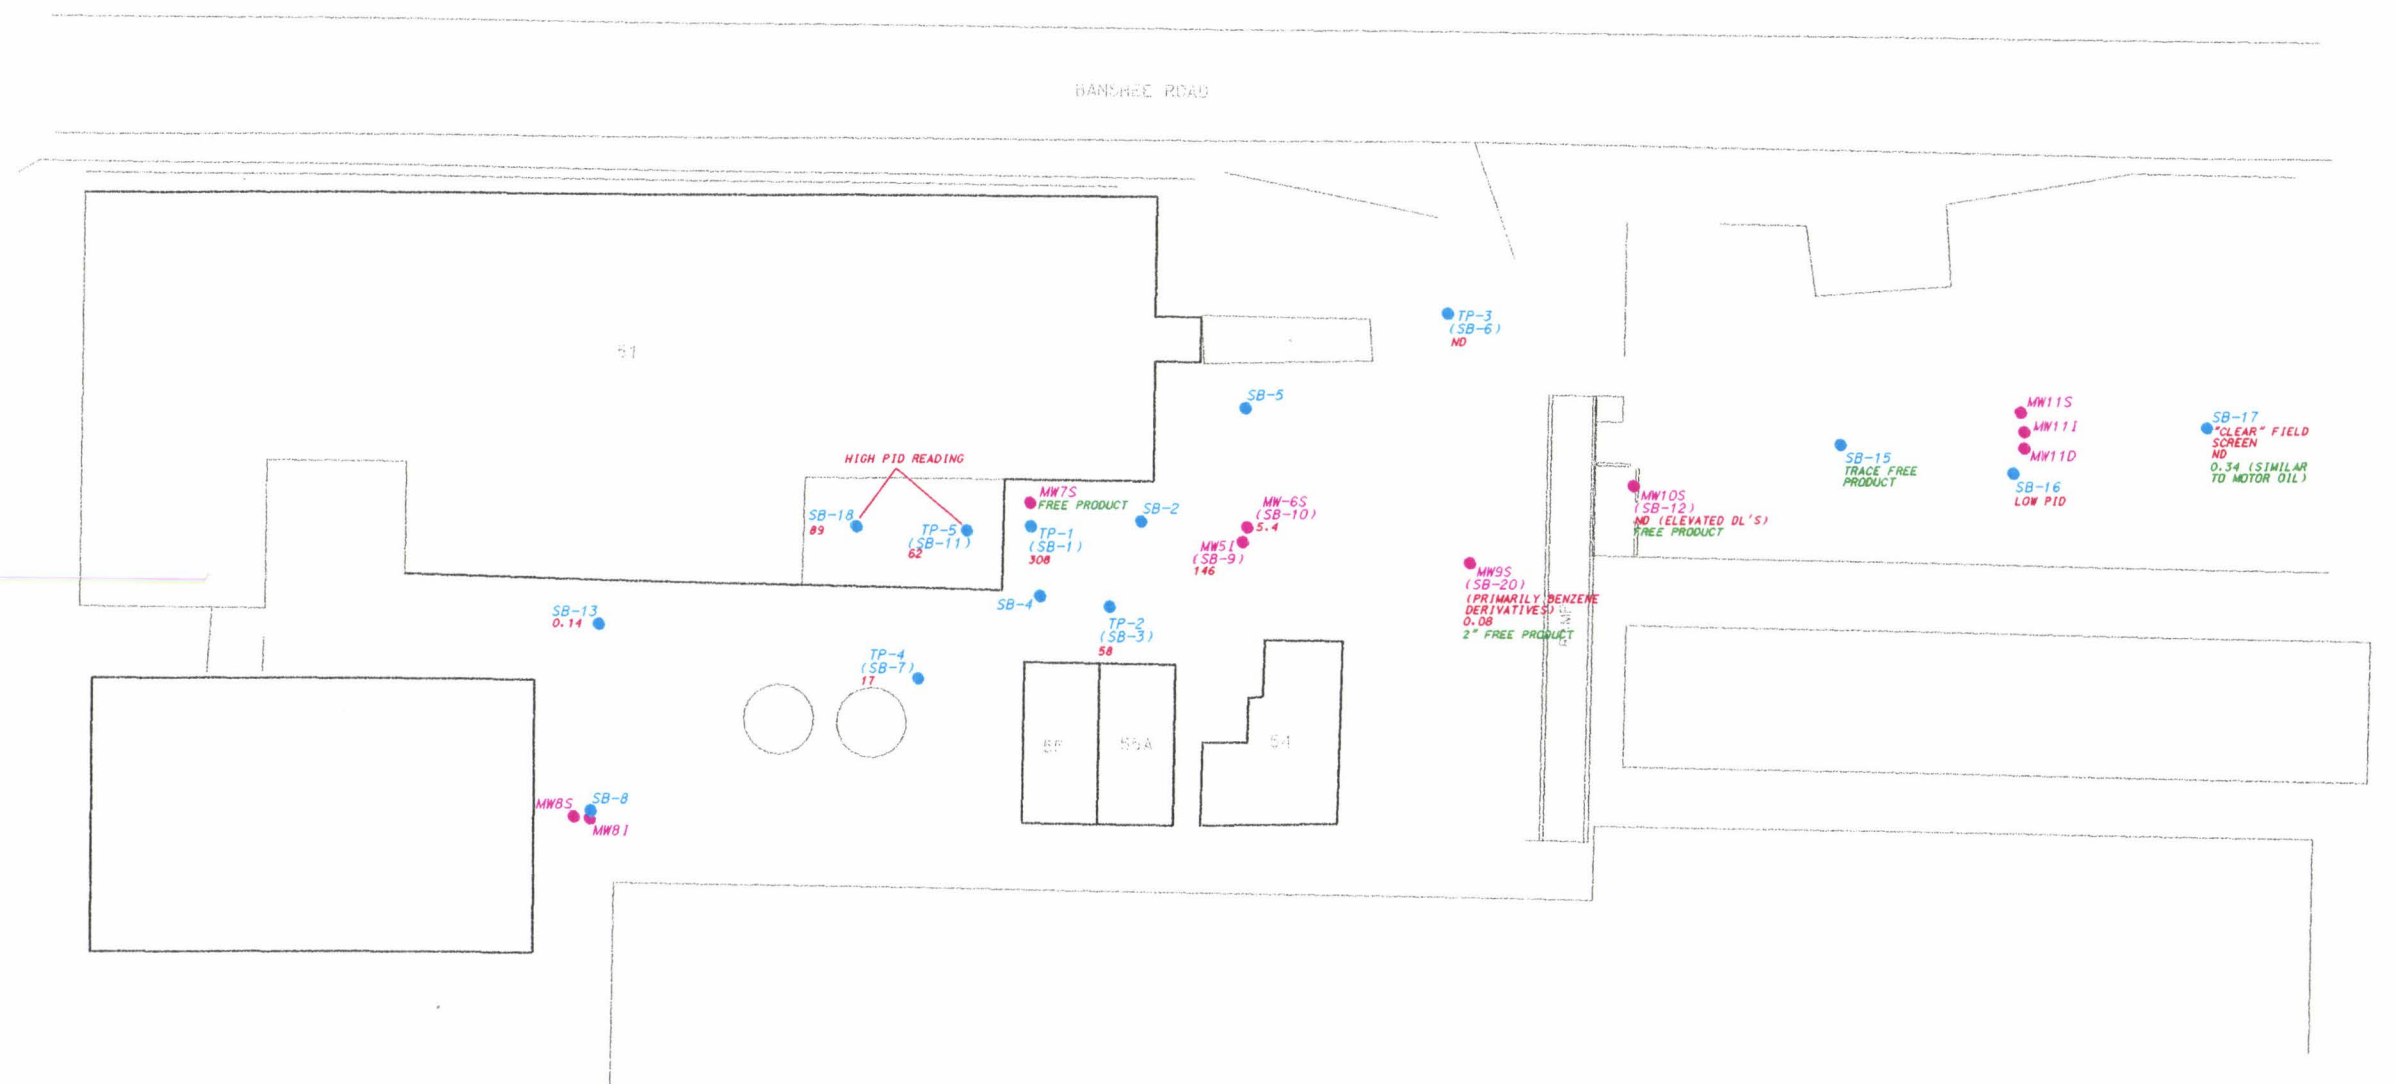 BANSHEE ROAD
51
TP-3
(SB-6)
ND
SB-5
HIGH PID READING
SB-18
89
TP-5
(SB-11)
62
MW7S
FREE PRODUCT
TP-1
(SB-1)
308
SB-2
MW-6S
(SB-10)
5.4
MW5I
(SB-9)
146
SB-4
TP-2
(SB-3)
58
SB-13
0.14
TP-4
(SB-7)
17
MW9S
(SB-20)
(PRIMARILY BENZENE
DERIVATIVES)
0.08
2" FREE PRODUCT
MW10S
(SB-12)
ND (ELEVATED DL'S)
FREE PRODUCT
SB-15
TRACE FREE
PRODUCT
MW11S
MW11I
MW11D
SB-16
LOW PID
SB-17
"CLEAR" FIELD
SCREEN
ND
0.34 (SIMILAR
TO MOTOR OIL)
55A
54
MW8S
SB-8
MW8I